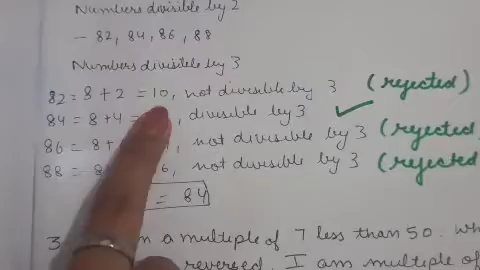 Numbers divisible by 2
- 82, 84, 86, 88
Numbers divisible by 3
82 = 8 + 2 = 10, not divisible by 3 (rejected)
84 = 8 + 4 = , divisible by 3 ✓
86 = 8 + , not divisible by 3 (rejected
88 = 8 6, not divisible by 3 (rejected
= 84
3. a multiple of 7 less than 50.
reversed. I am multiple of